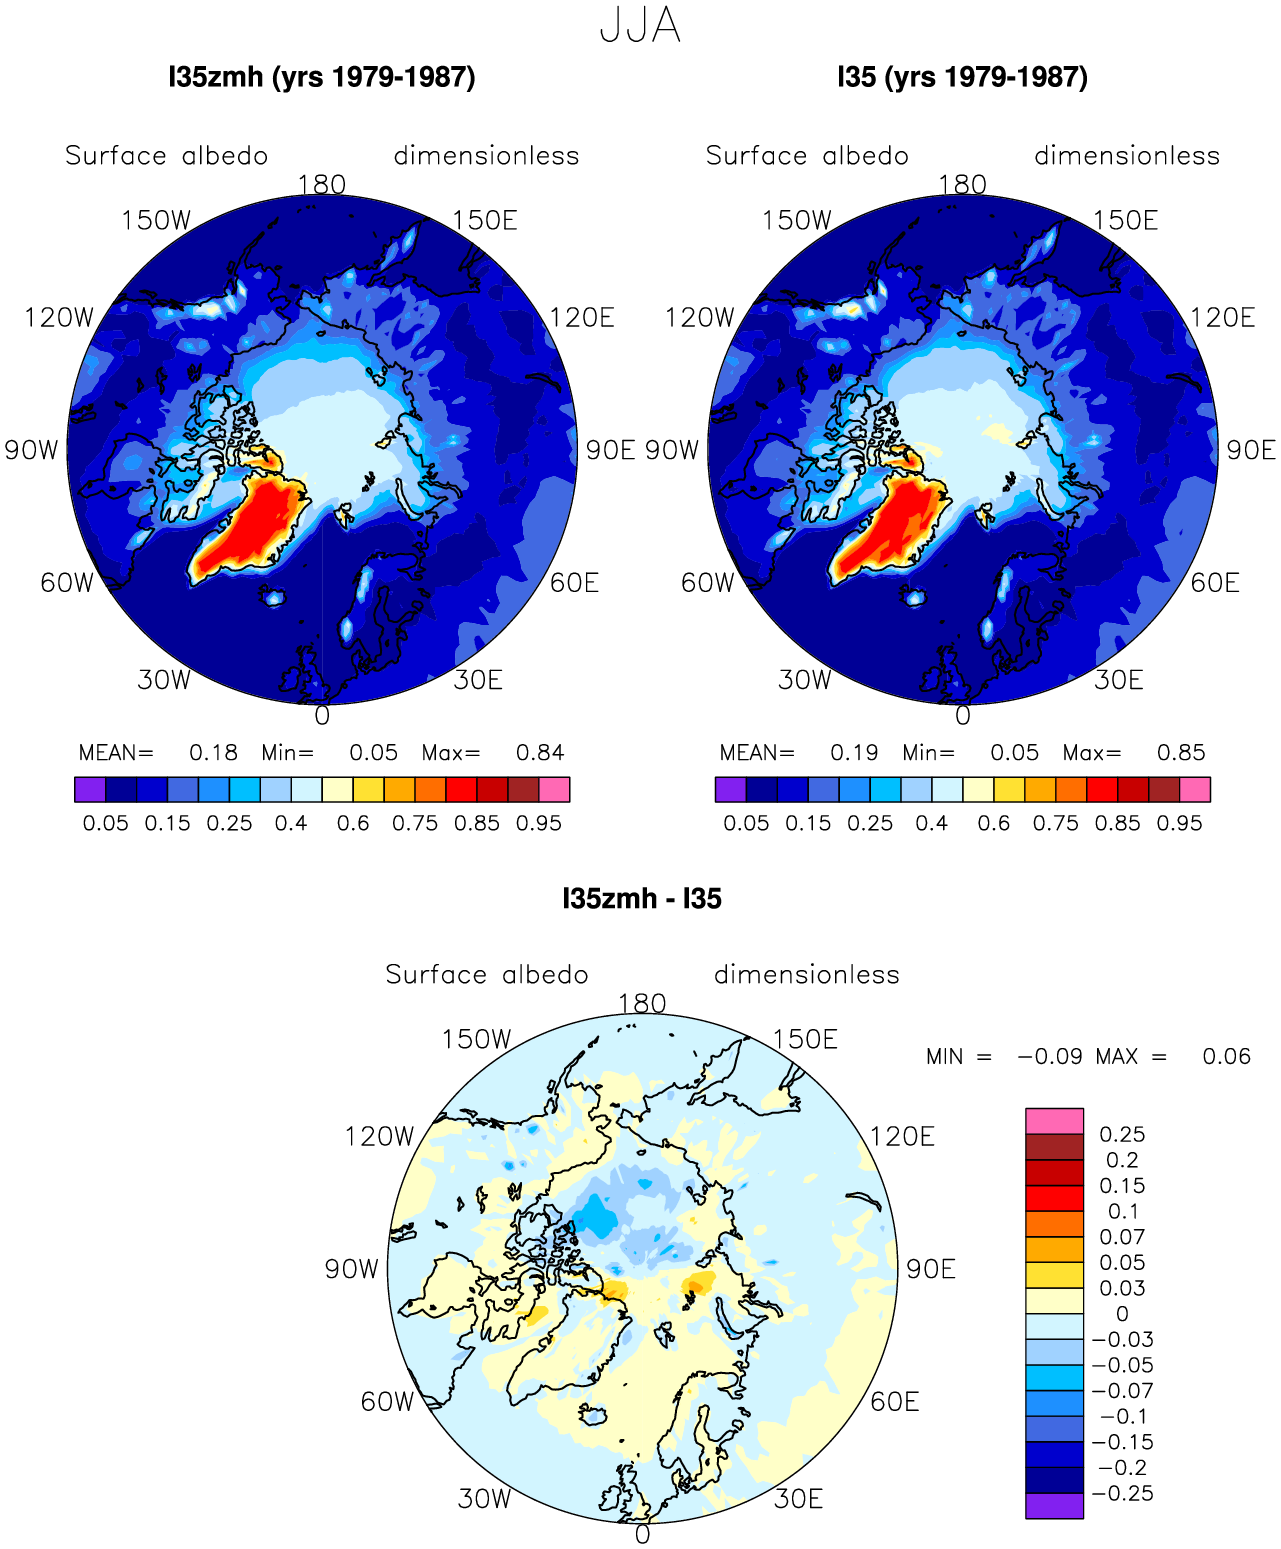 JJA
I35zmh (yrs 1979-1987)
I35 (yrs 1979-1987)
Surface albedo dimensionless
Surface albedo dimensionless
180
180
150W 150E
150W 150E
120W 120E
120W 120E
90W 90E
90W 90E
60W 60E
60W 60E
30W 30E
30W 30E
0
0
MEAN= 0.18 Min= 0.05 Max= 0.84
MEAN= 0.19 Min= 0.05 Max= 0.85
0.05 0.15 0.25 0.4 0.6 0.75 0.85 0.95
0.05 0.15 0.25 0.4 0.6 0.75 0.85 0.95
I35zmh - I35
Surface albedo dimensionless
180
150W 150E
MIN = −0.09 MAX = 0.06
120W 120E
90W 90E
60W 60E
30W 30E
0
0.25
0.2
0.15
0.1
0.07
0.05
0.03
0
−0.03
−0.05
−0.07
−0.1
−0.15
−0.2
−0.25